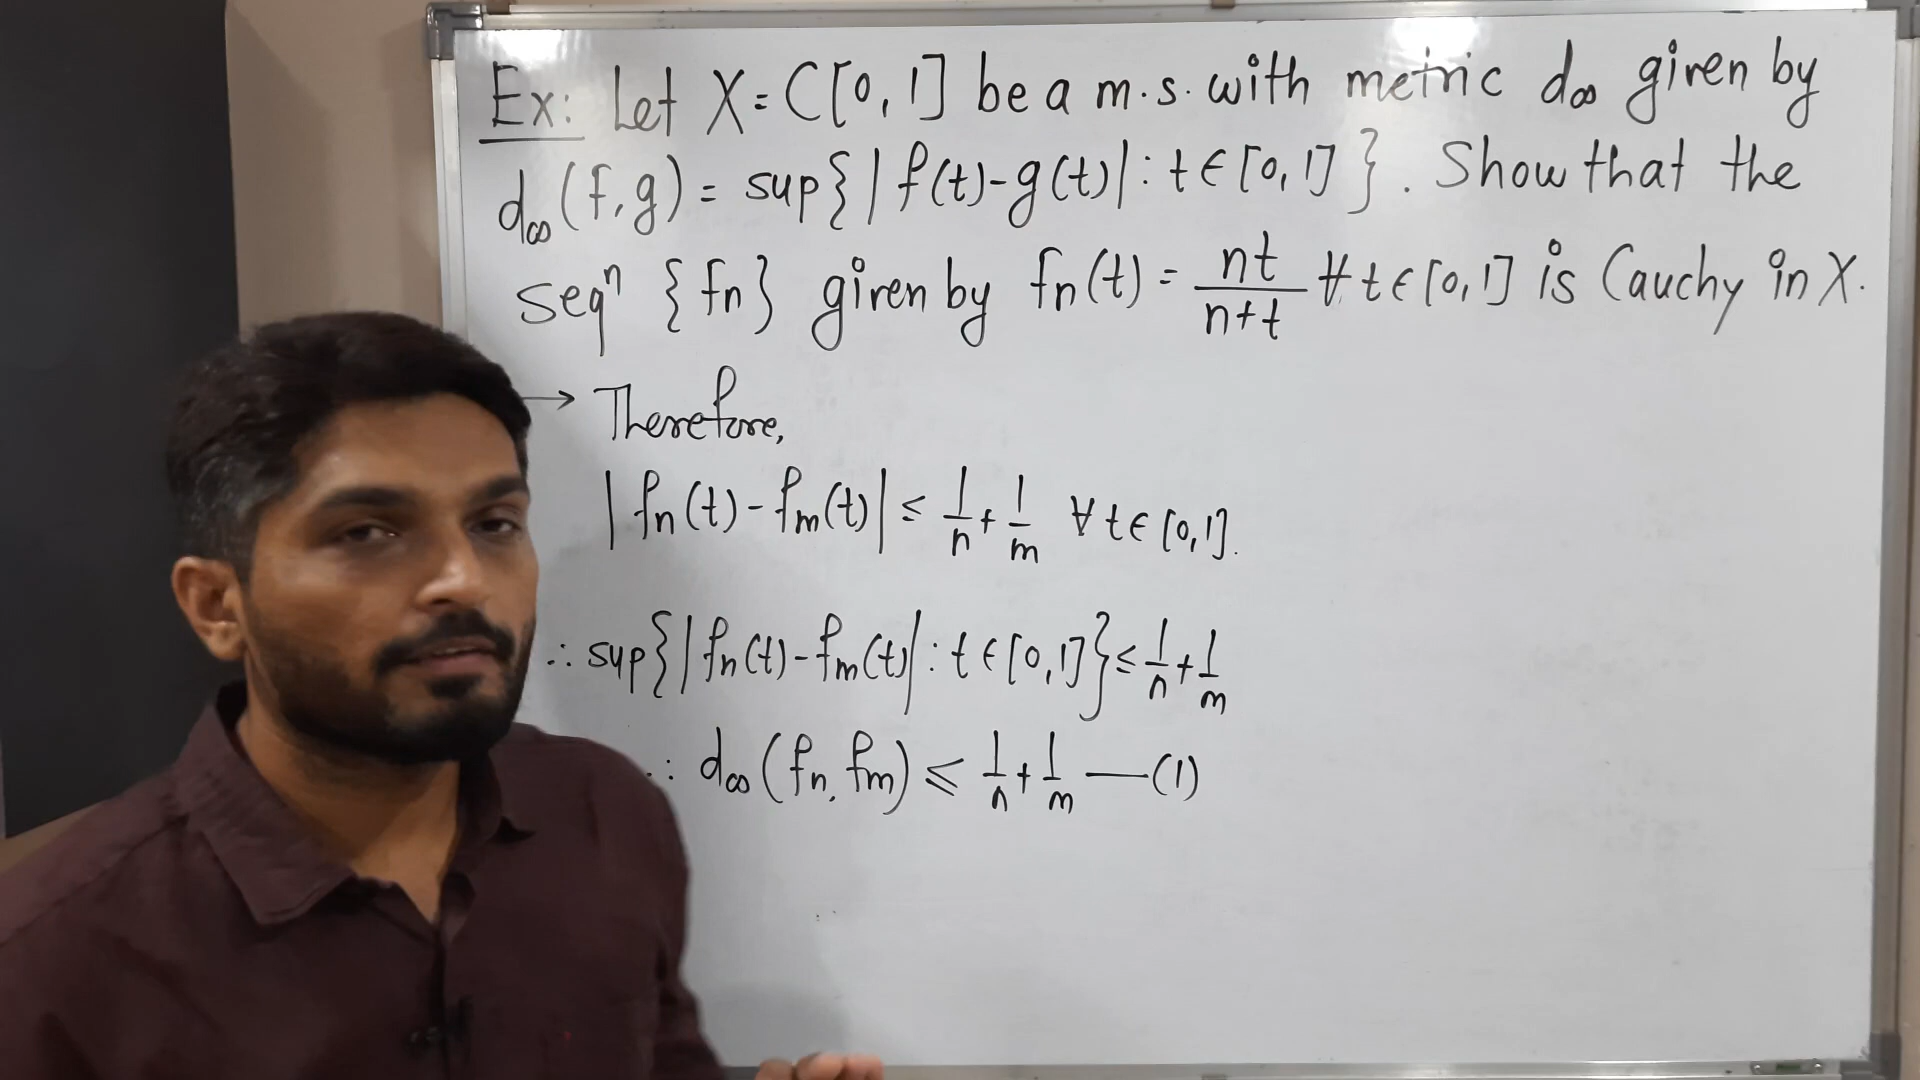 Ex: Let X = C[0,1] be a m.s. with metric d∞ given by
d∞(f,g) = sup{|f(t)-g(t)| : t∈[0,1]}. Show that the
seqⁿ {fn} given by fn(t) = nt/n+t ∀ t∈[0,1] is Cauchy in X.
→ Therefore,
|fn(t)-fm(t)| ≤ 1/n + 1/m ∀ t∈[0,1].
∴ sup{|fn(t)-fm(t)| : t∈[0,1]} ≤ 1/n + 1/m
∴ d∞(fn, fm) ≤ 1/n + 1/m —(1)